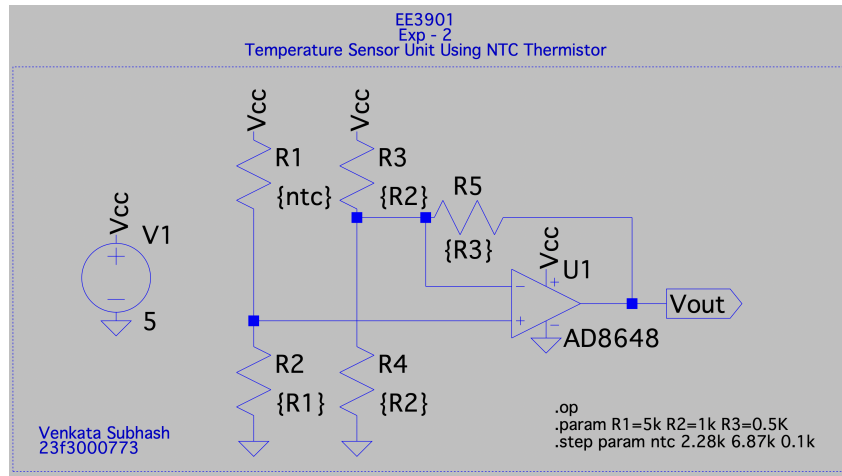 EE3901
Exp - 2
Temperature Sensor Unit Using NTC Thermistor
Vcc
Vcc
R1
R3
{ntc}
{R2}
R5
{R3}
Vcc
V1
5
Vcc
U1
-
+
AD8648
Vout
R2
{R1}
R4
{R2}
.op
.param R1=5k R2=1k R3=0.5K
.step param ntc 2.28k 6.87k 0.1k
Venkata Subhash
23f3000773